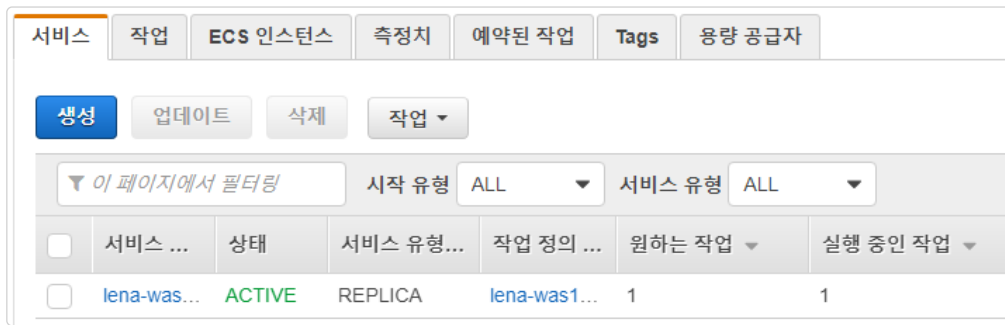 서비스 작업 ECS 인스턴스 측정치 예약된 작업 Tags 용량 공급자
생성 업데이트 삭제 작업
이 페이지에서 필터링 시작 유형 ALL 서비스 유형 ALL
서비스 ... 상태 서비스 유형... 작업 정의 ... 원하는 작업 실행 중인 작업
lena-was... ACTIVE REPLICA lena-was1... 1 1